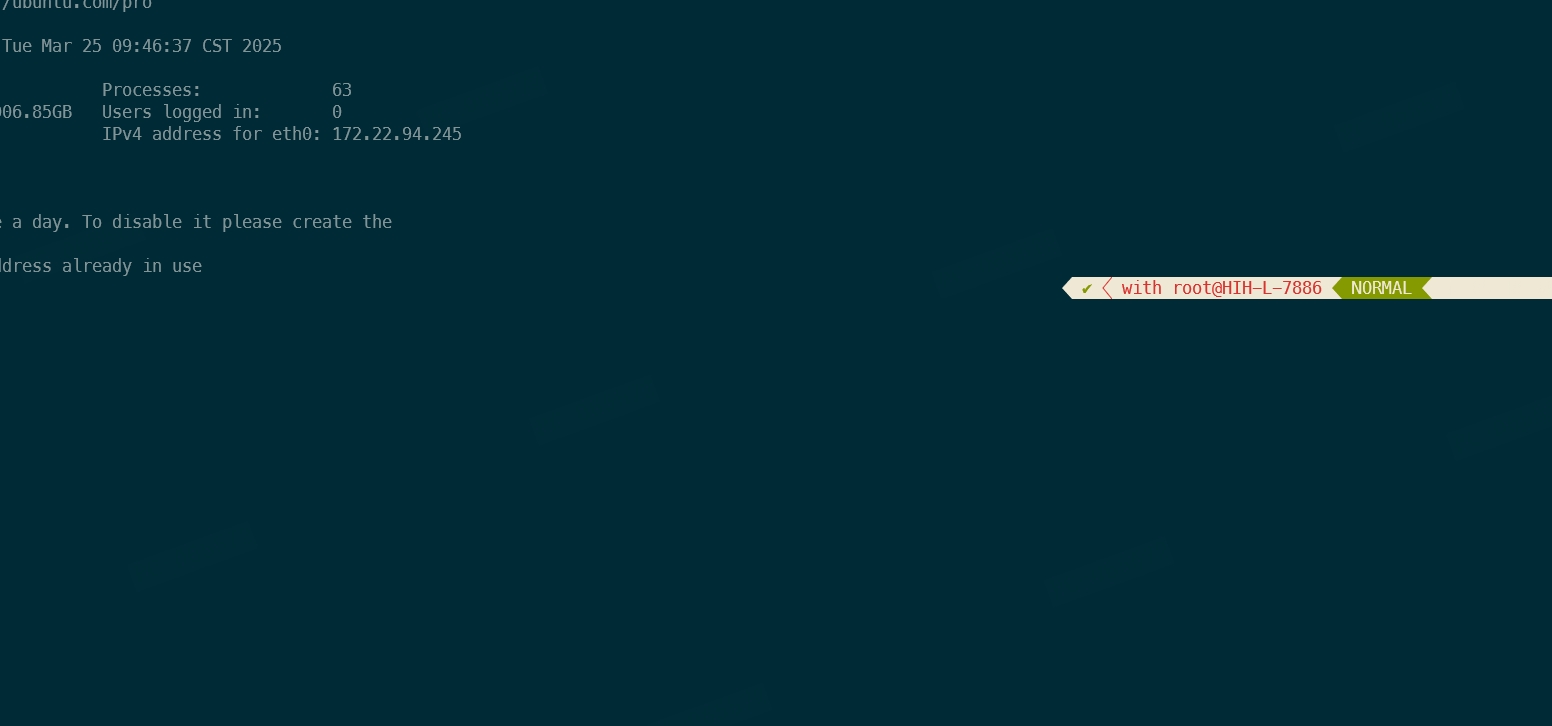 /ubuntu.com/pro
Tue Mar 25 09:46:37 CST 2025
Processes: 63
006.85GB Users logged in: 0
IPv4 address for eth0: 172.22.94.245
e a day. To disable it please create the
ddress already in use
✔ with root@HIH-L-7886 NORMAL